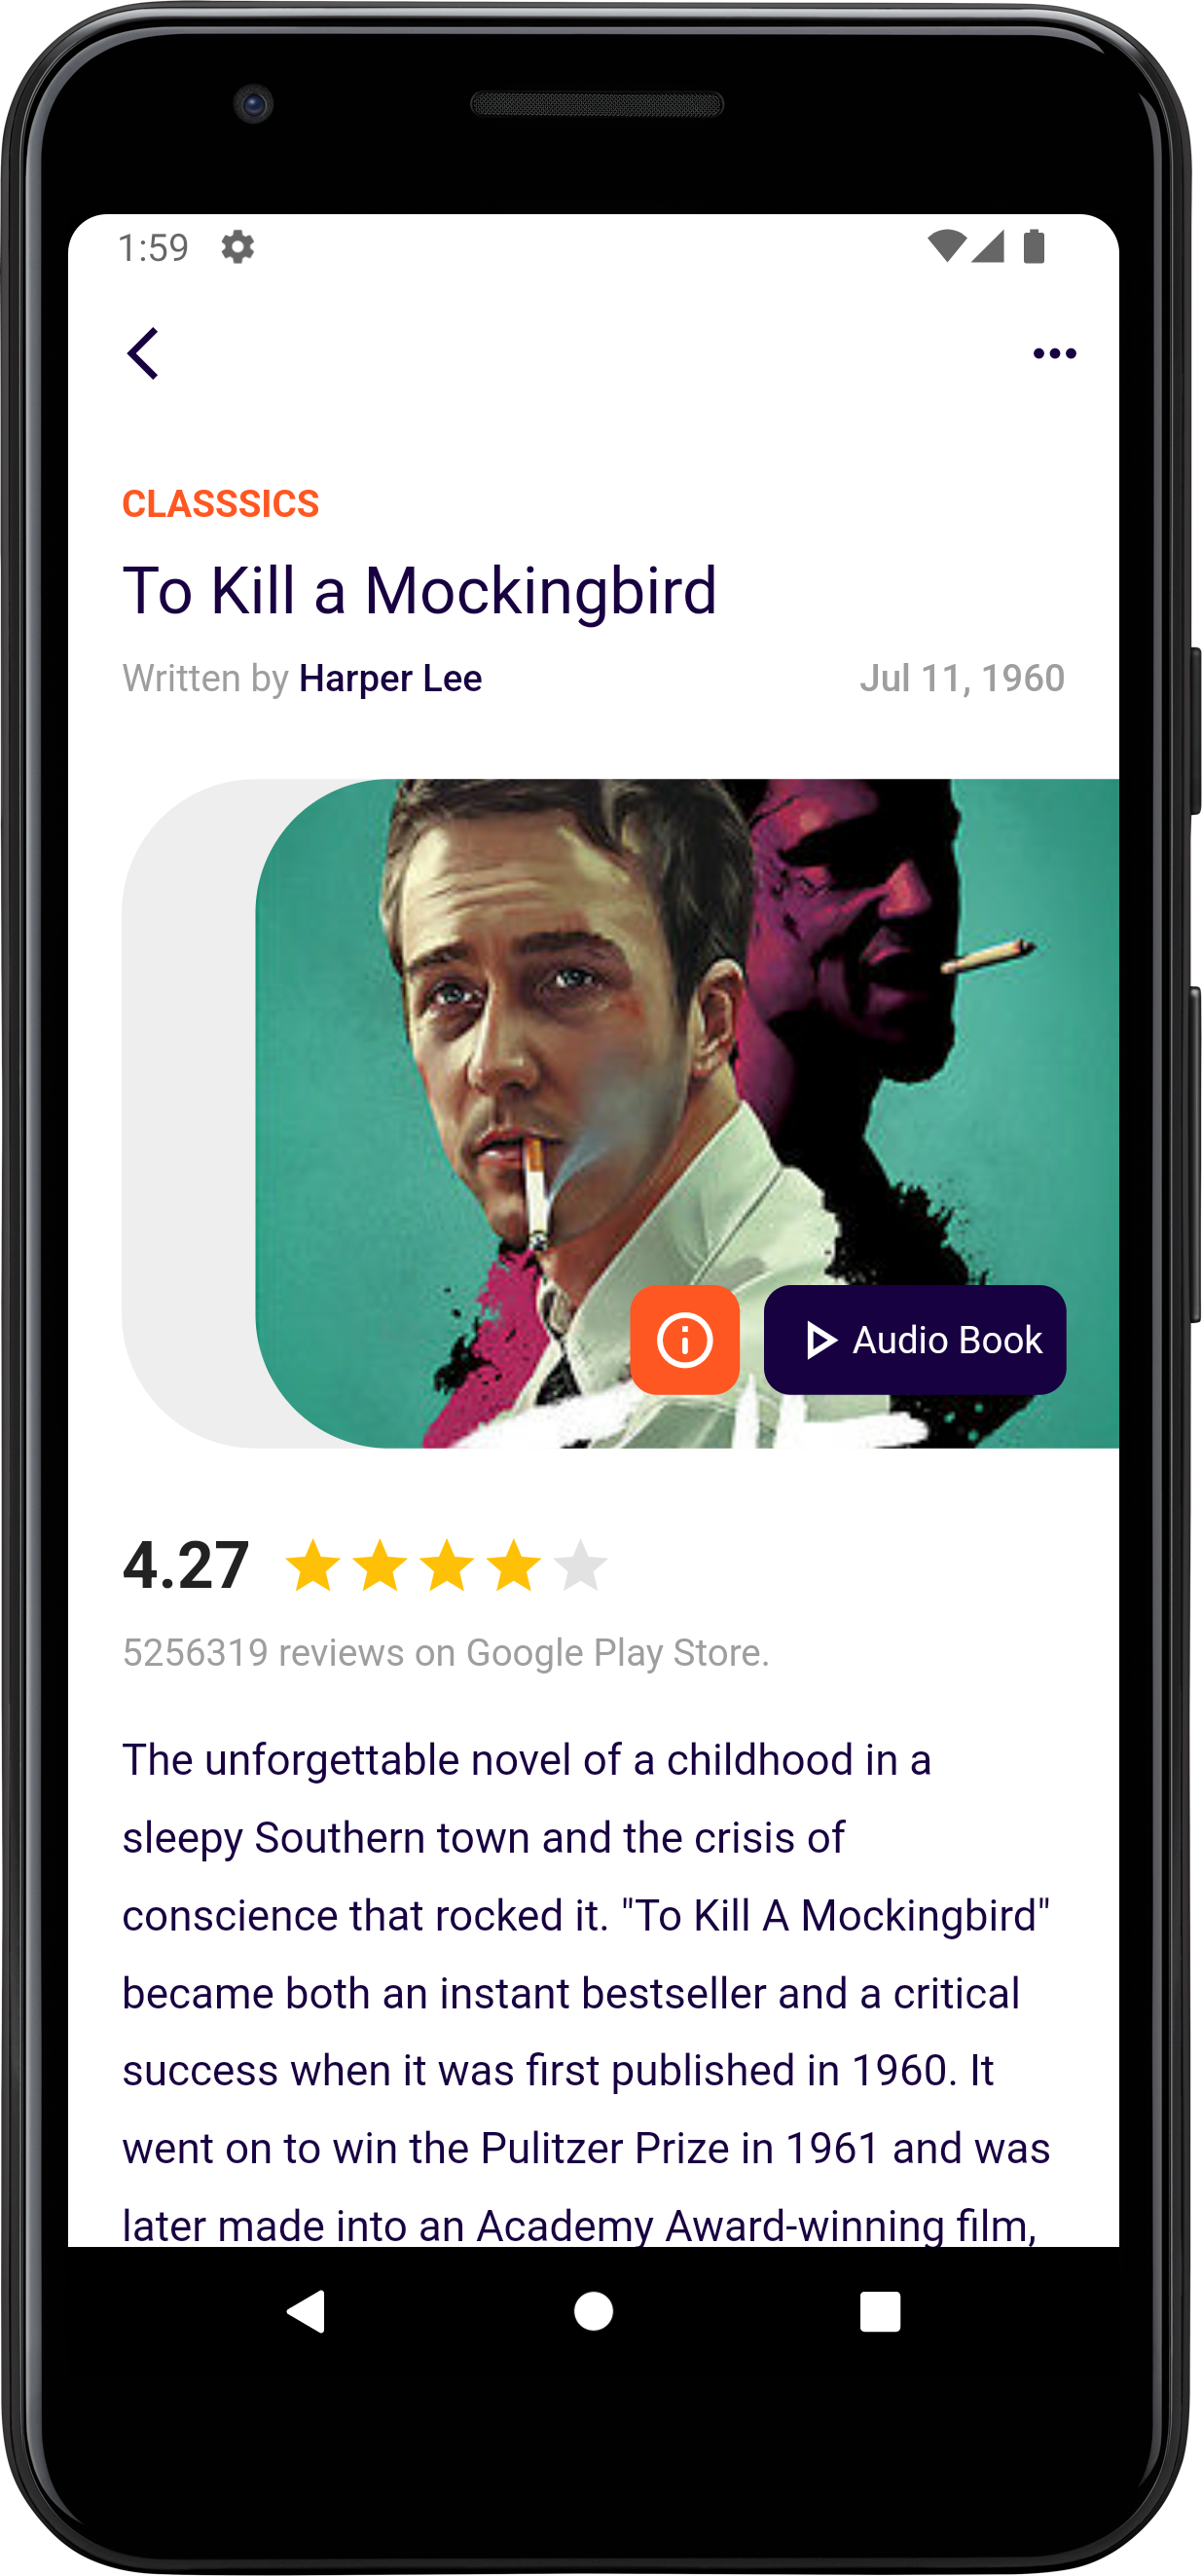 1:59
CLASSSICS
To Kill a Mockingbird
Written by Harper Lee
Jul 11, 1960
Audio Book
4.27
5256319 reviews on Google Play Store.
The unforgettable novel of a childhood in a
sleepy Southern town and the crisis of
conscience that rocked it. "To Kill A Mockingbird"
became both an instant bestseller and a critical
success when it was first published in 1960. It
went on to win the Pulitzer Prize in 1961 and was
later made into an Academy Award-winning film,